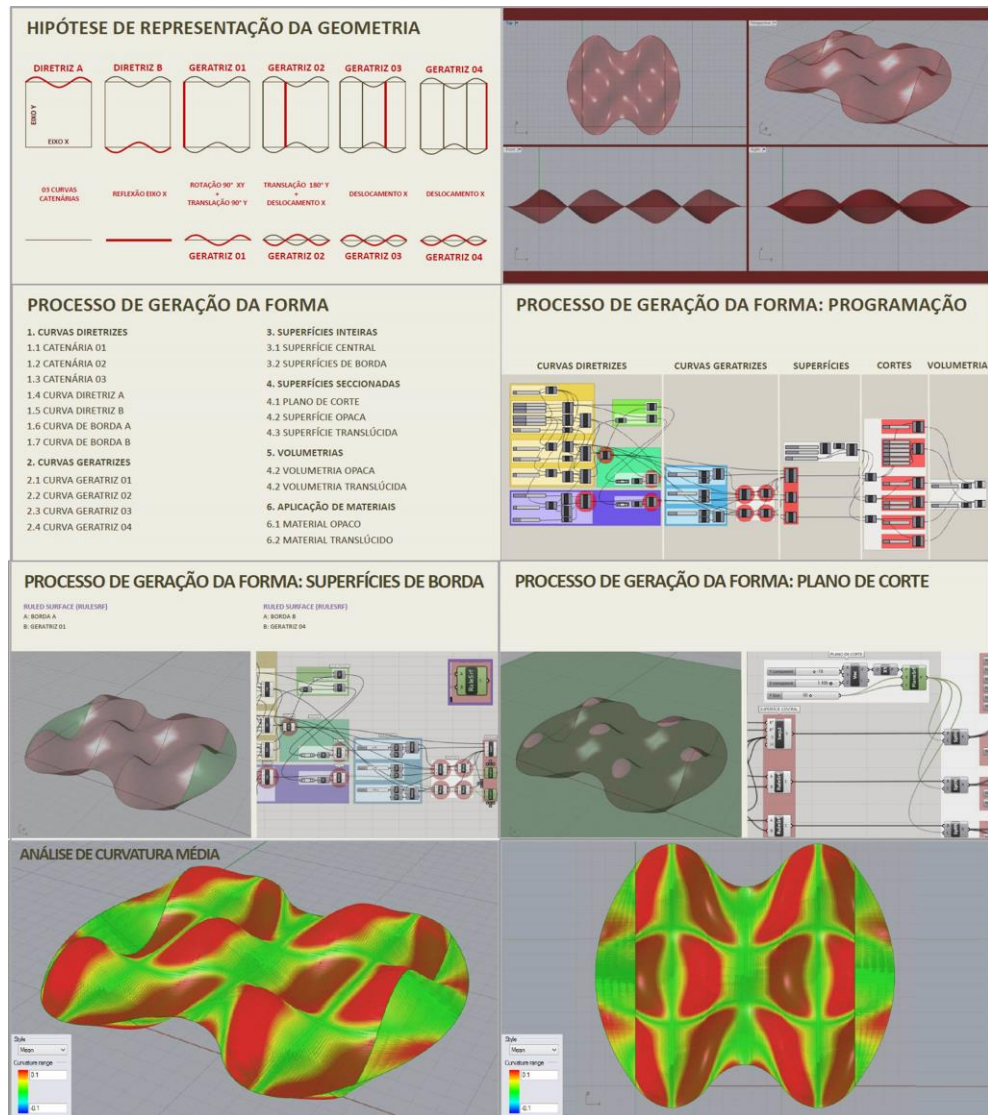 HIPÓTESE DE REPRESENTAÇÃO DA GEOMETRIA
DIRETRIZ A
DIRETRIZ B
GERATRIZ 01
GERATRIZ 02
GERATRIZ 03
GERATRIZ 04
EIXO Y
EIXO X
03 CURVAS
CATENÁRIAS
REFLEXÃO EIXO X
ROTAÇÃO 90° XY
+
TRANSLAÇÃO 90° Y
TRANSLAÇÃO 180° Y
+
DESLOCAMENTO X
DESLOCAMENTO X
DESLOCAMENTO X
GERATRIZ 01
GERATRIZ 02
GERATRIZ 03
GERATRIZ 04
PROCESSO DE GERAÇÃO DA FORMA
1. CURVAS DIRETRIZES
1.1 CATENÁRIA 01
1.2 CATENÁRIA 02
1.3 CATENÁRIA 03
1.4 CURVA DIRETRIZ A
1.5 CURVA DIRETRIZ B
1.6 CURVA DE BORDA A
1.7 CURVA DE BORDA B
2. CURVAS GERATRIZES
2.1 CURVA GERATRIZ 01
2.2 CURVA GERATRIZ 02
2.3 CURVA GERATRIZ 03
2.4 CURVA GERATRIZ 04
3. SUPERFÍCIES INTEIRAS
3.1 SUPERFÍCIE CENTRAL
3.2 SUPERFÍCIES DE BORDA
4. SUPERFÍCIES SECCIONADAS
4.1 PLANO DE CORTE
4.2 SUPERFÍCIE OPACA
4.3 SUPERFÍCIE TRANSLÚCIDA
5. VOLUMETRIAS
4.2 VOLUMETRIA OPACA
4.2 VOLUMETRIA TRANSLÚCIDA
6. APLICAÇÃO DE MATERIAIS
6.1 MATERIAL OPACO
6.2 MATERIAL TRANSLÚCIDO
PROCESSO DE GERAÇÃO DA FORMA: PROGRAMAÇÃO
CURVAS DIRETRIZES
CURVAS GERATRIZES
SUPERFÍCIES
CORTES
VOLUMETRIA
PROCESSO DE GERAÇÃO DA FORMA: SUPERFÍCIES DE BORDA
RULED SURFACE (RULESRF)
A: BORDA A
B: GERATRIZ 01
RULED SURFACE (RULESRF)
A: BORDA B
B: GERATRIZ 04
PROCESSO DE GERAÇÃO DA FORMA: PLANO DE CORTE
PLANO DE CORTE
SUPERFÍCIE CENTRAL
ANÁLISE DE CURVATURA MÉDIA
Style
Mean
Curvature range
0.1
-0.1
Style
Mean
Curvature range
0.1
-0.1